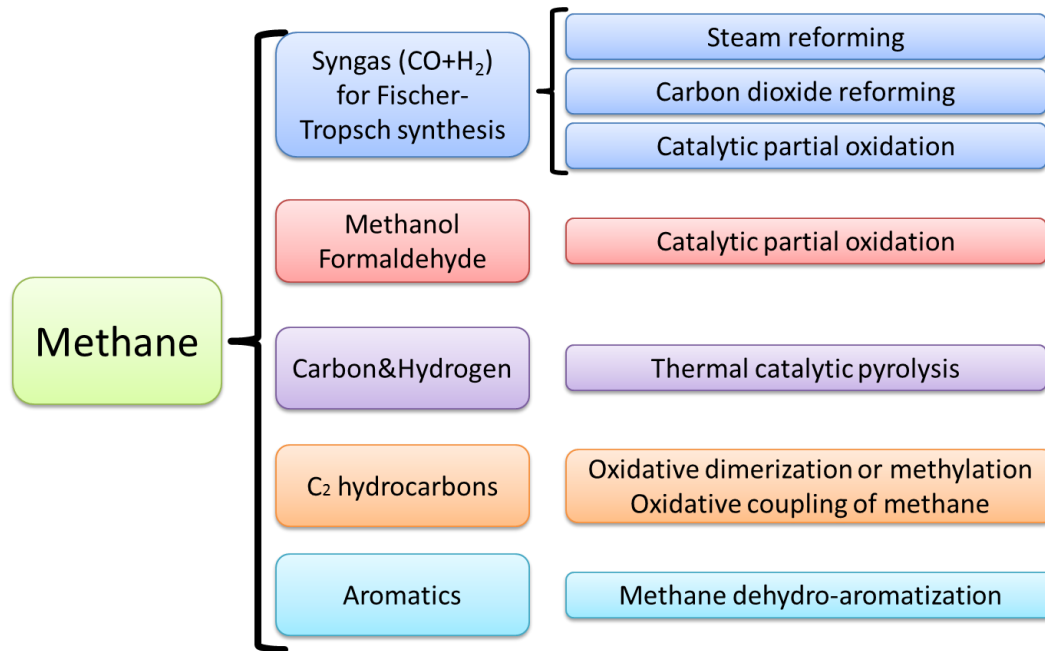 Methane
Syngas (CO+H₂)
for Fischer-
Tropsch synthesis
Steam reforming
Carbon dioxide reforming
Catalytic partial oxidation
Methanol
Formaldehyde
Catalytic partial oxidation
Carbon&Hydrogen
Thermal catalytic pyrolysis
C₂ hydrocarbons
Oxidative dimerization or methylation
Oxidative coupling of methane
Aromatics
Methane dehydro-aromatization